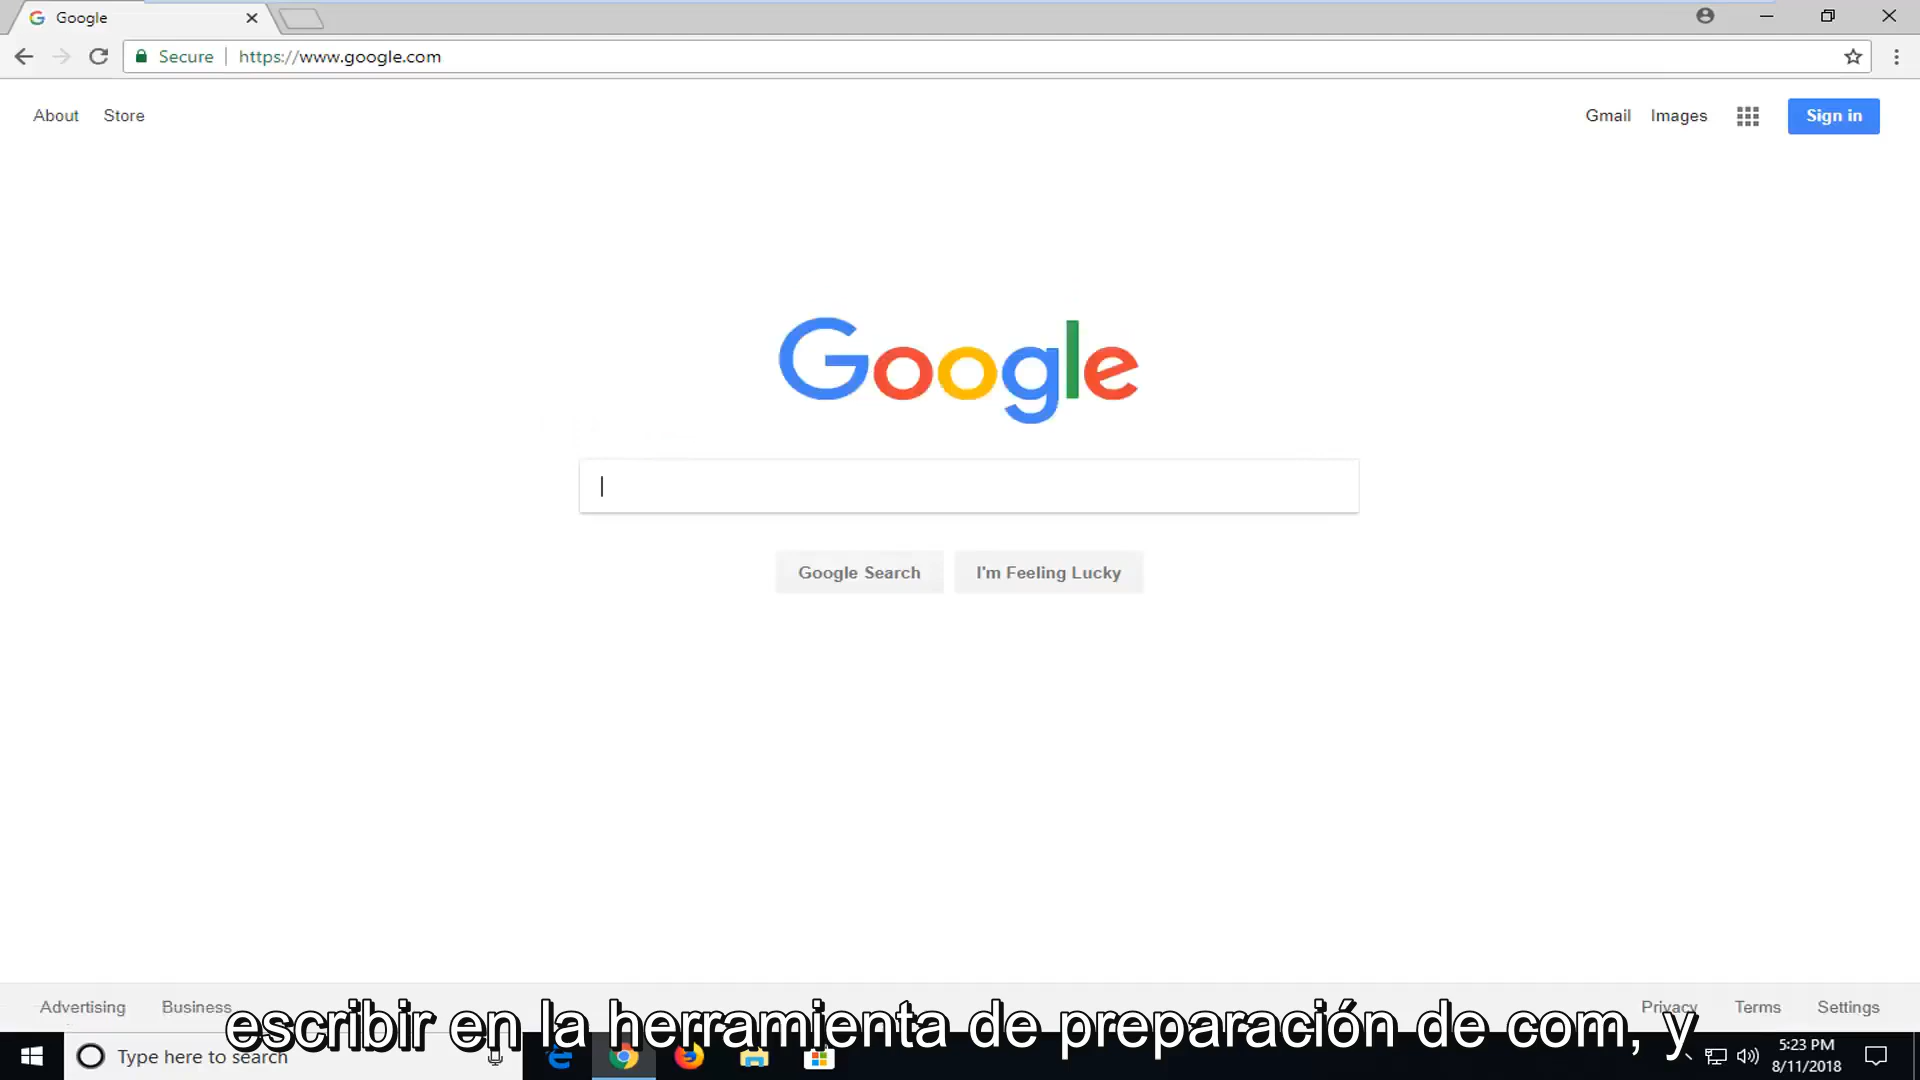 Google
Secure https://www.google.com
About Store Gmail Images Sign in
Google
Google Search I'm Feeling Lucky
Advertising Business Privacy Terms Settings
escribir en la herramienta de preparación de com, y
Type here to search
5:23 PM
8/11/2018